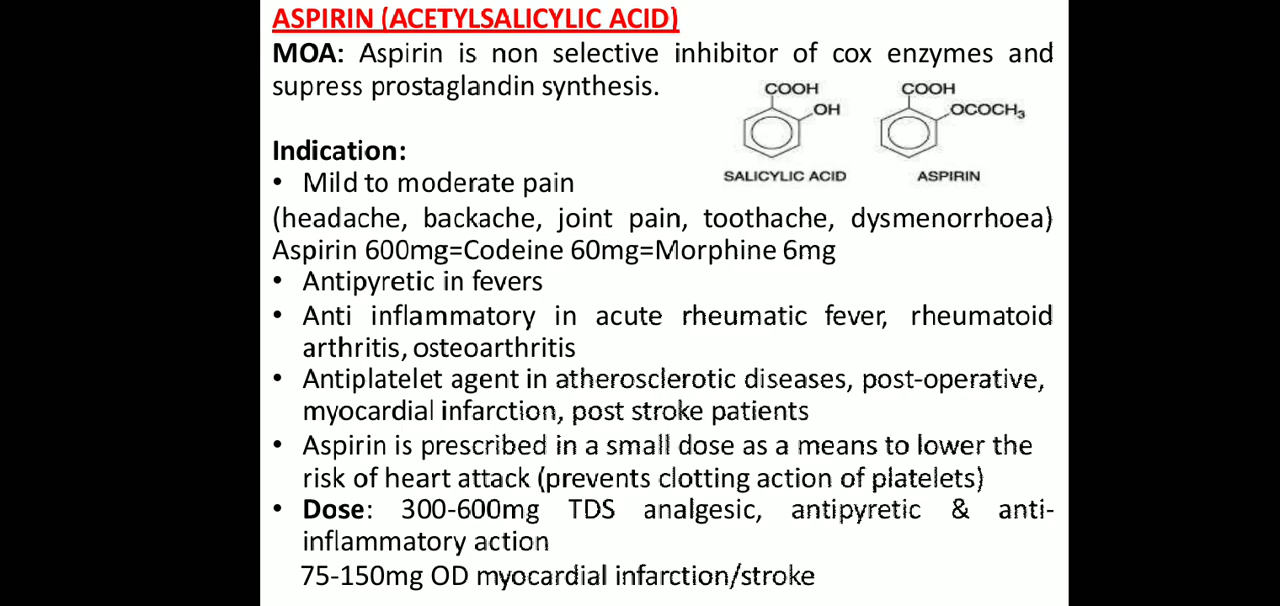 ASPIRIN (ACETYLSALICYLIC ACID)
MOA: Aspirin is non selective inhibitor of cox enzymes and
supress prostaglandin synthesis.
COOH
OH
SALICYLIC ACID
COOH
OCOCH₃
ASPIRIN
Indication:
• Mild to moderate pain
(headache, backache, joint pain, toothache, dysmenorrhoea)
Aspirin 600mg=Codeine 60mg=Morphine 6mg
• Antipyretic in fevers
• Anti inflammatory in acute rheumatic fever, rheumatoid
arthritis, osteoarthritis
• Antiplatelet agent in atherosclerotic diseases, post-operative,
myocardial infarction, post stroke patients
• Aspirin is prescribed in a small dose as a means to lower the
risk of heart attack (prevents clotting action of platelets)
• Dose: 300-600mg TDS analgesic, antipyretic & anti-
inflammatory action
75-150mg OD myocardial infarction/stroke